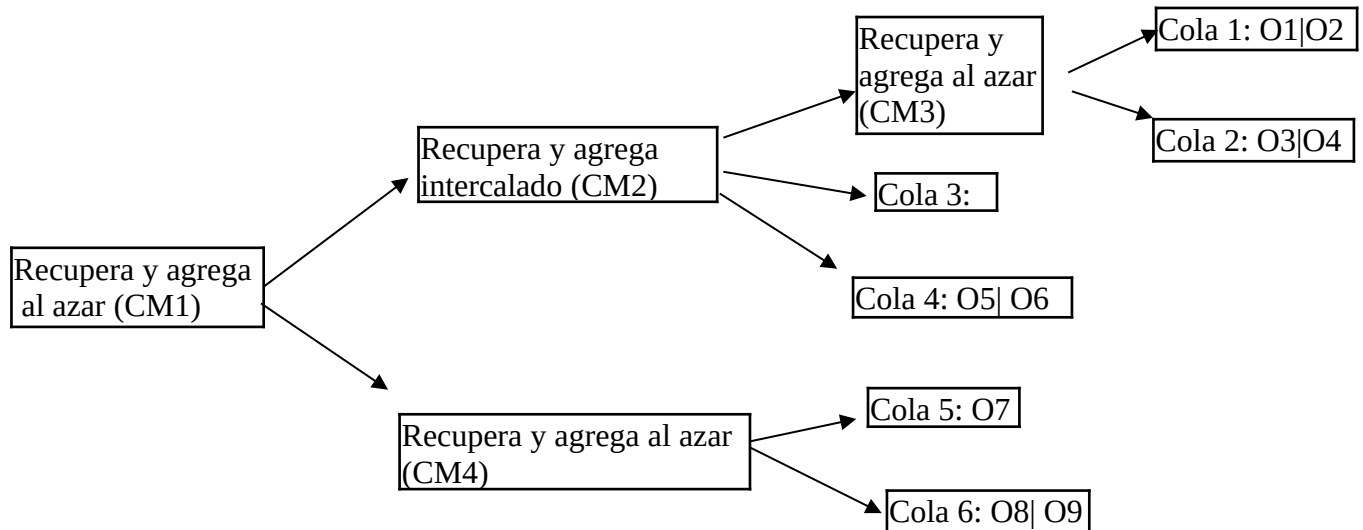 Recupera y agrega
al azar (CM1)
Recupera y agrega
intercalado (CM2)
Recupera y
agrega al azar
(CM3)
Cola 1: O1|O2
Cola 2: O3|O4
Cola 3:
Cola 4: O5| O6
Recupera y agrega al azar
(CM4)
Cola 5: O7
Cola 6: O8| O9